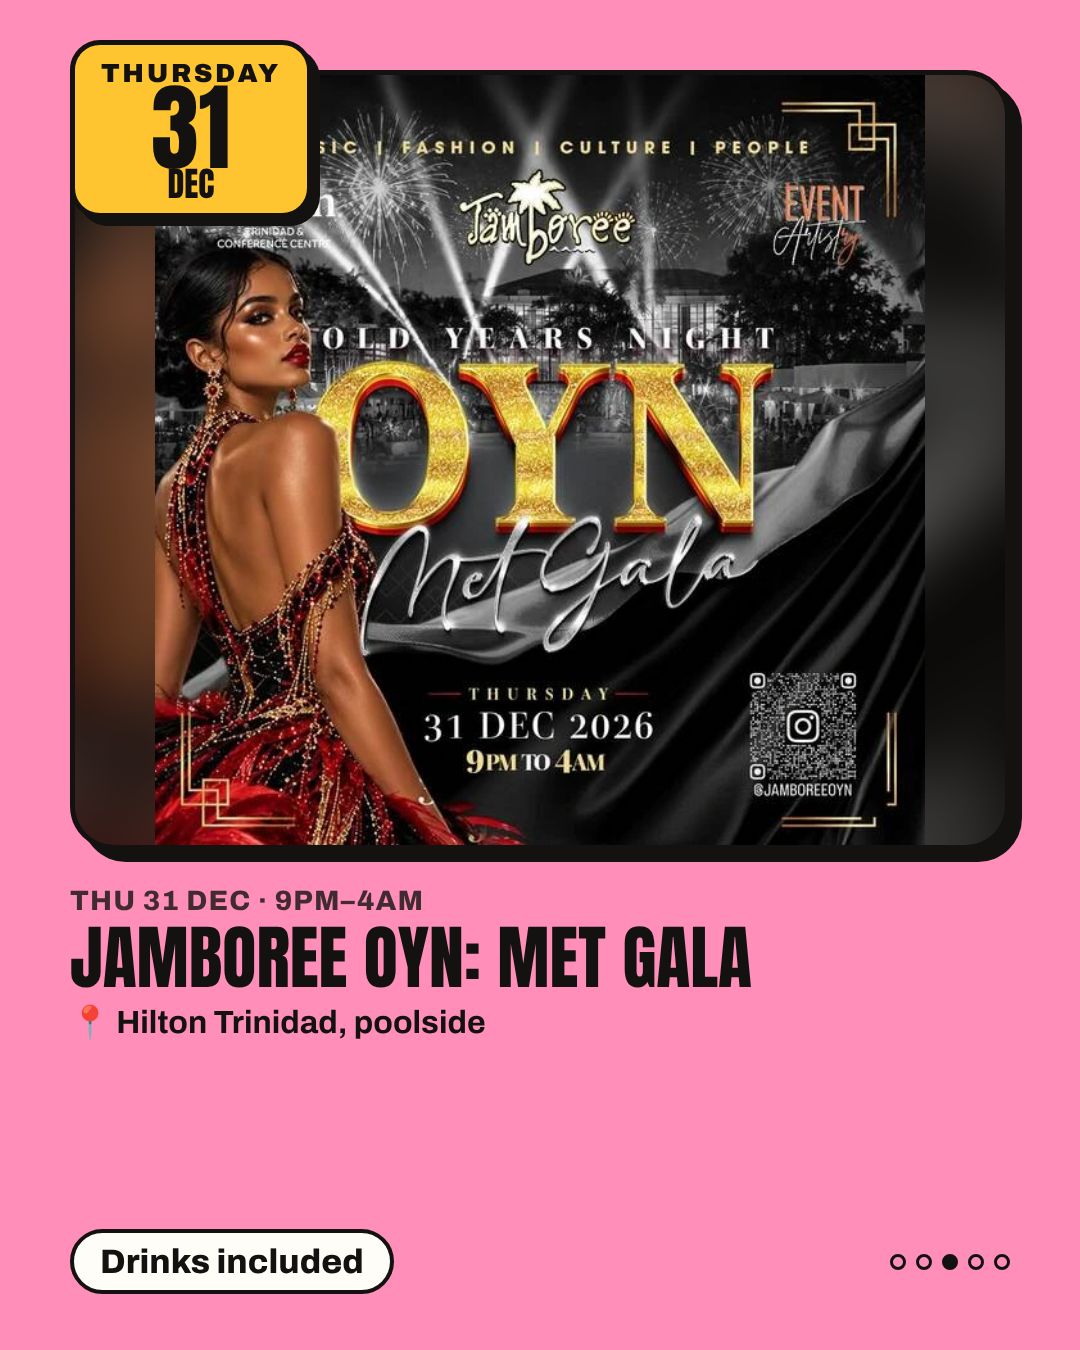 THURSDAY
31
DEC
SIC | FASHION | CULTURE | PEOPLE
TRINIDAD &
CONFERENCE CENTRE
Jamboree
EVENT
Artistry
OLD YEARS NIGHT
OYN
Met Gala
THURSDAY
31 DEC 2026
9PM TO 4AM
@JAMBOREEOYN
THU 31 DEC · 9PM–4AM
JAMBOREE OYN: MET GALA
📍 Hilton Trinidad, poolside
Drinks included